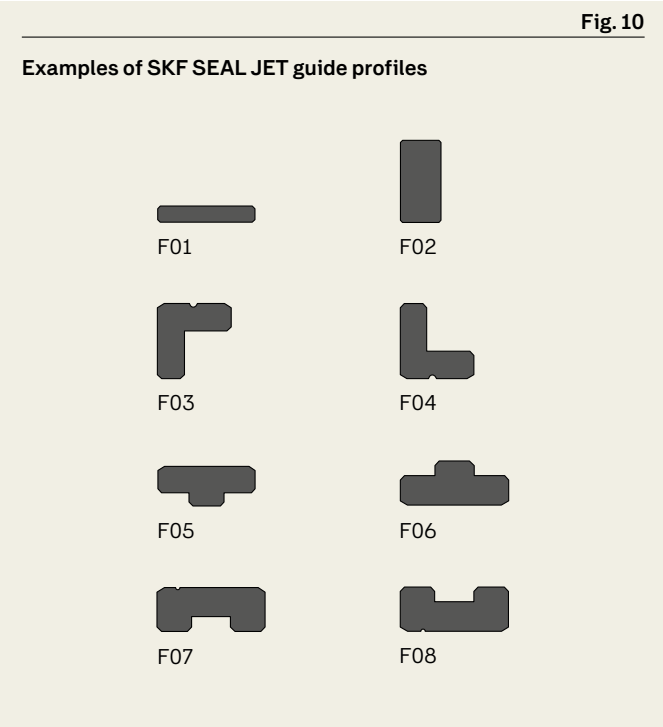 Fig. 10
Examples of SKF SEAL JET guide profiles
F01
F02
F03
F04
F05
F06
F07
F08